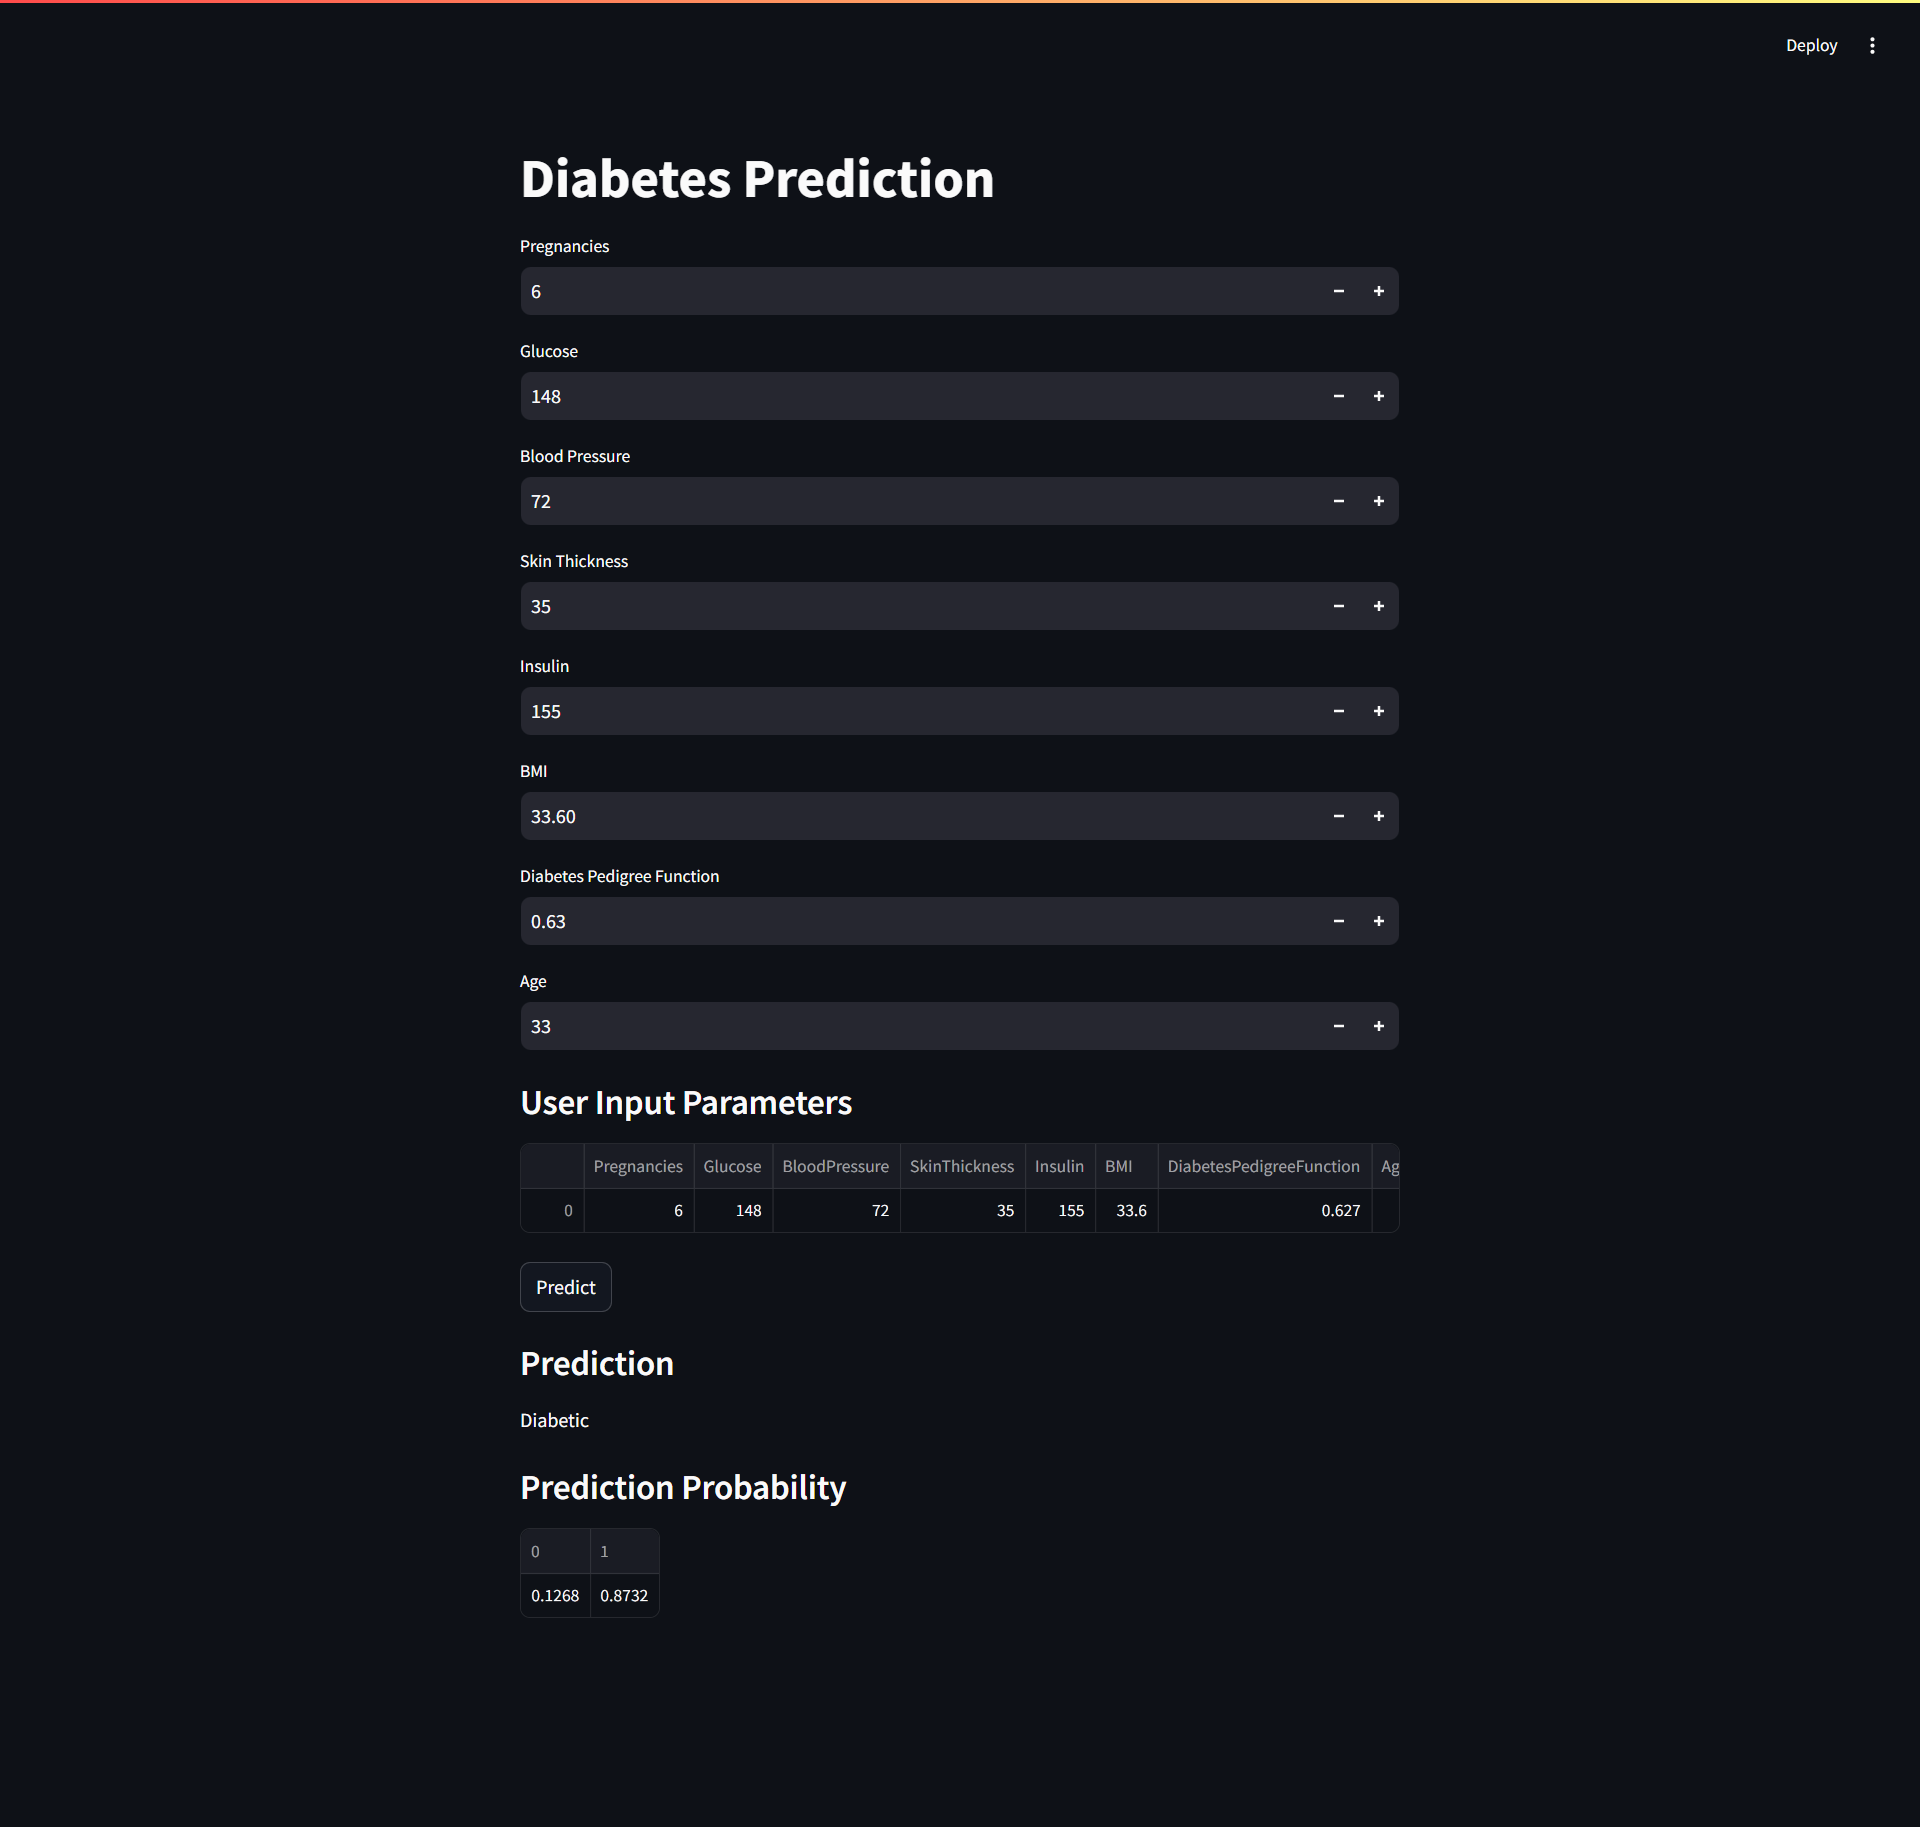 Deploy
Diabetes Prediction
Pregnancies
6
Glucose
148
Blood Pressure
72
Skin Thickness
35
Insulin
155
BMI
33.60
Diabetes Pedigree Function
0.63
Age
33
User Input Parameters
Pregnancies Glucose BloodPressure SkinThickness Insulin BMI DiabetesPedigreeFunction Ag
0 6 148 72 35 155 33.6 0.627
Predict
Prediction
Diabetic
Prediction Probability
0 1
0.1268 0.8732